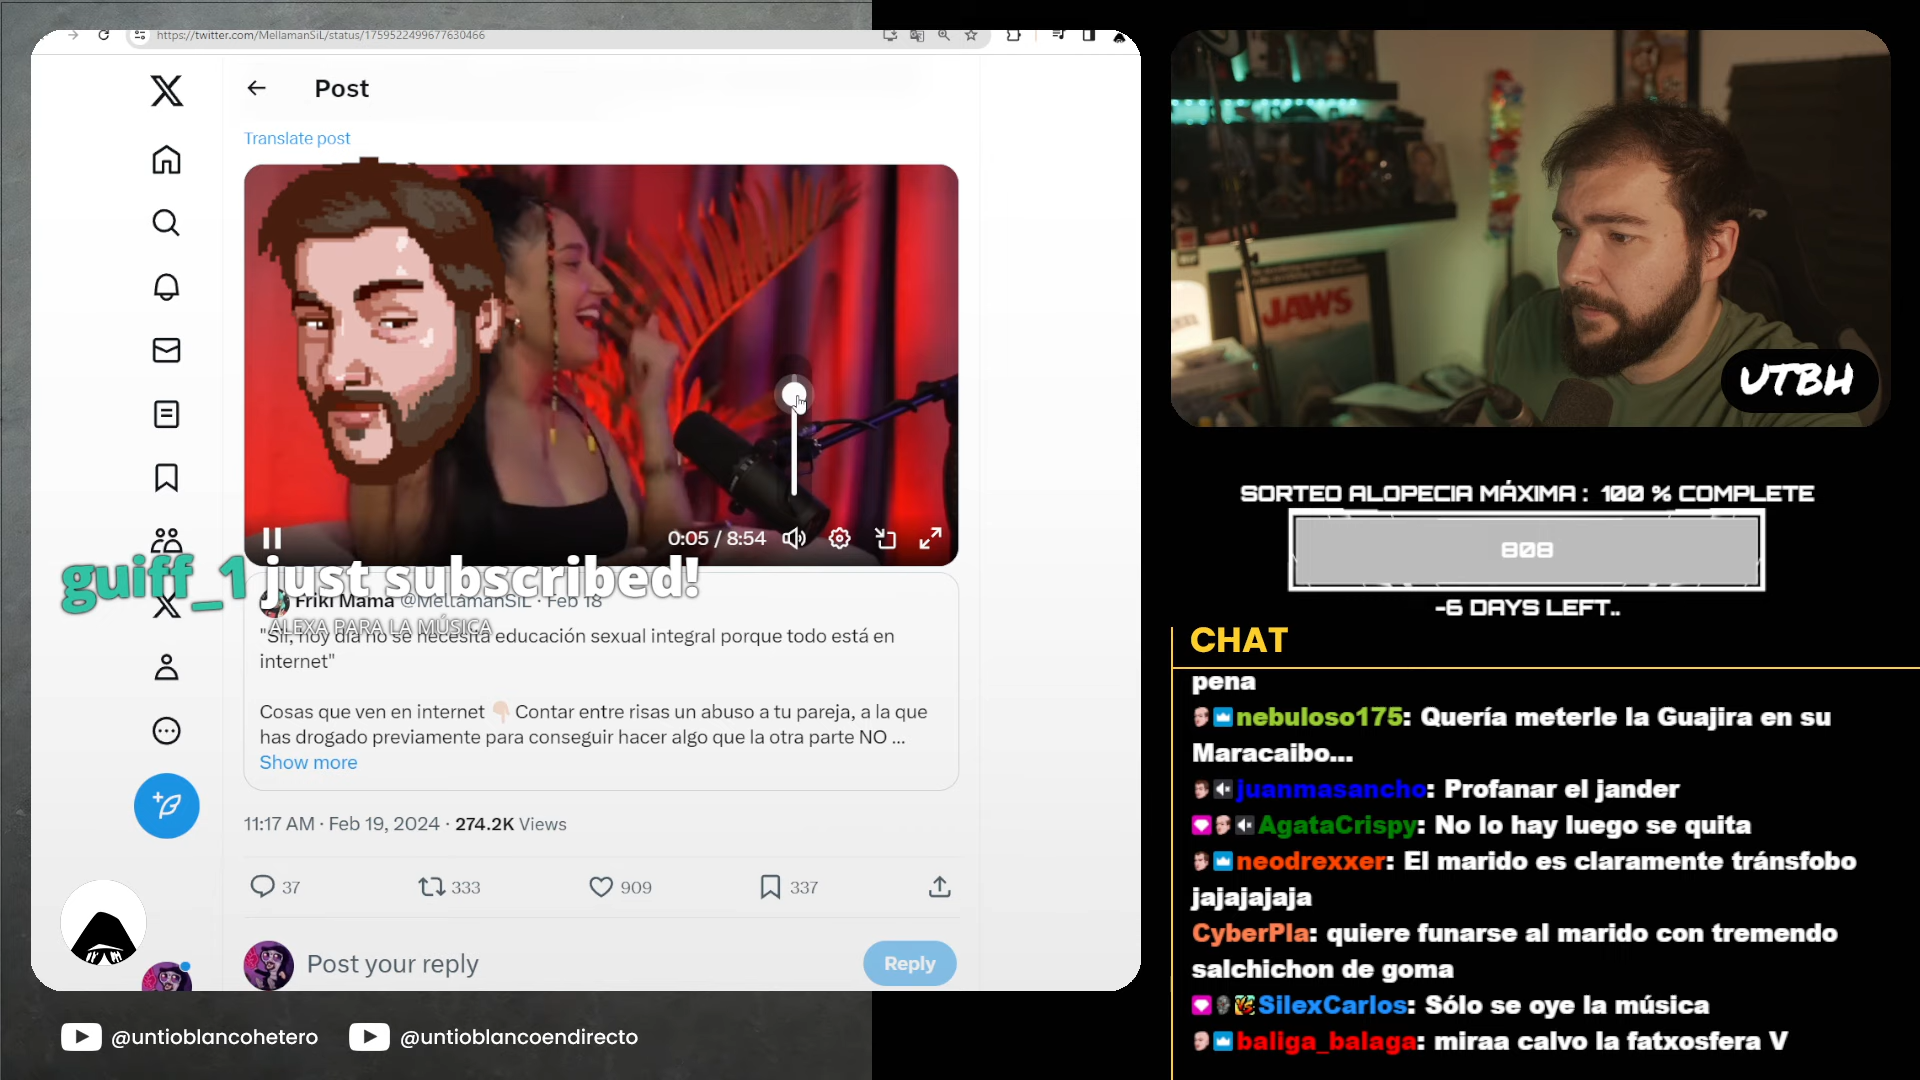 https://twitter.com/MellamanSiL/status/1759522499677630466
Post
Translate post
0:05 / 8:54
guiff_1 just subscribed!
Friki Mama @MellamanSiL · Feb 18
ALEXA PARA LA MÚSICA
"Sil, hoy día no se necesita educación sexual integral porque todo está en
internet"
Cosas que ven en internet 👇🏻 Contar entre risas un abuso a tu pareja, a la que
has drogado previamente para conseguir hacer algo que la otra parte NO ...
Show more
11:17 AM · Feb 19, 2024 · 274.2K Views
37
333
909
337
Post your reply
Reply
@untioblancohetero
@untioblancoendirecto
JAWS
UTBH
SORTEO ALOPECIA MÁXIMA : 100 % COMPLETE
808
-6 DAYS LEFT..
CHAT
pena
nebuloso175: Quería meterle la Guajira en su
Maracaibo...
juanmasancho: Profanar el jander
AgataCrispy: No lo hay luego se quita
neodrexxer: El marido es claramente tránsfobo
jajajajaja
CyberPla: quiere funarse al marido con tremendo
salchichon de goma
SilexCarlos: Sólo se oye la música
baliga_balaga: miraa calvo la fatxosfera V